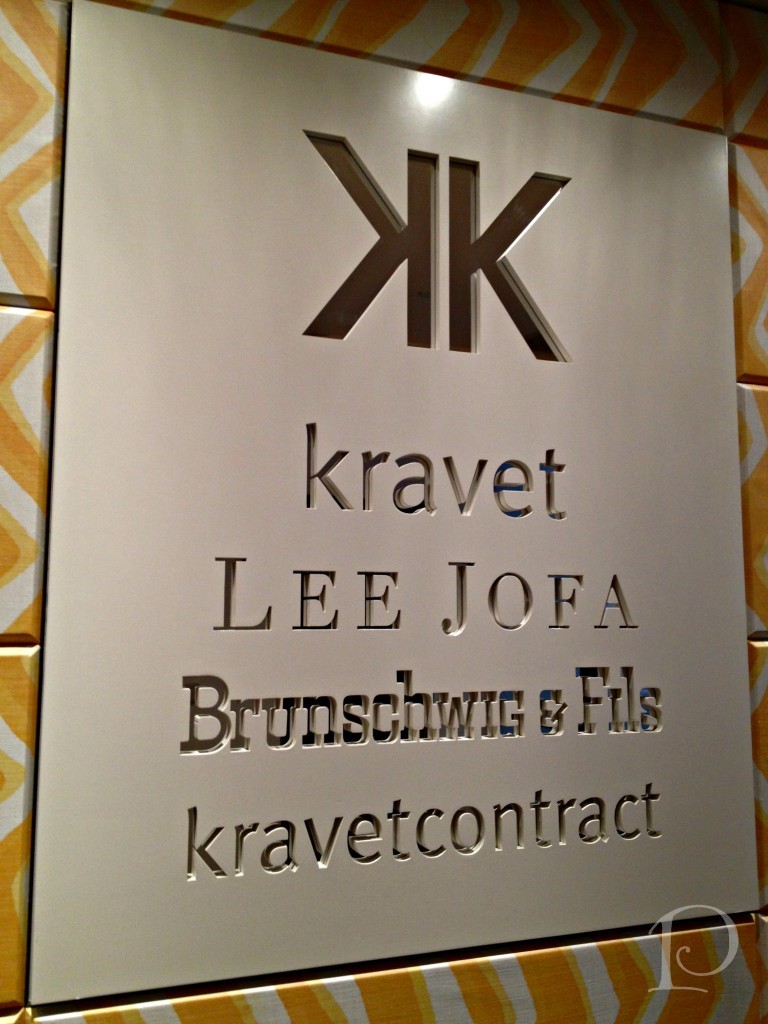 KK
kravet
LEE JOFA
Brunschwig & Fils
kravetcontract
P